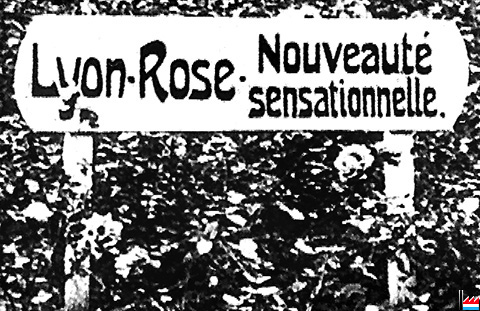 Lyon-Rose. Nouveauté
sensationnelle.